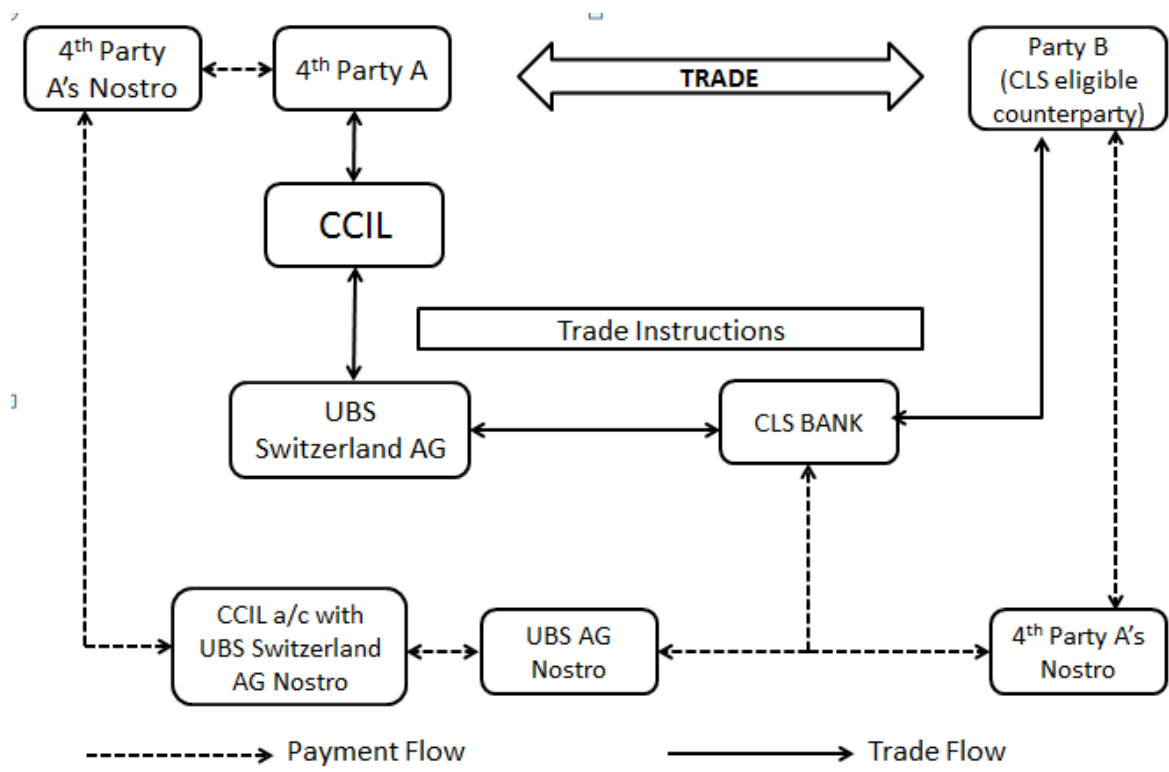 4th Party
A's Nostro
4th Party A
TRADE
Party B
(CLS eligible
counterparty)
CCIL
Trade Instructions
UBS
Switzerland AG
CLS BANK
CCIL a/c with
UBS Switzerland
AG Nostro
UBS AG
Nostro
4th Party A's
Nostro
Payment Flow
Trade Flow